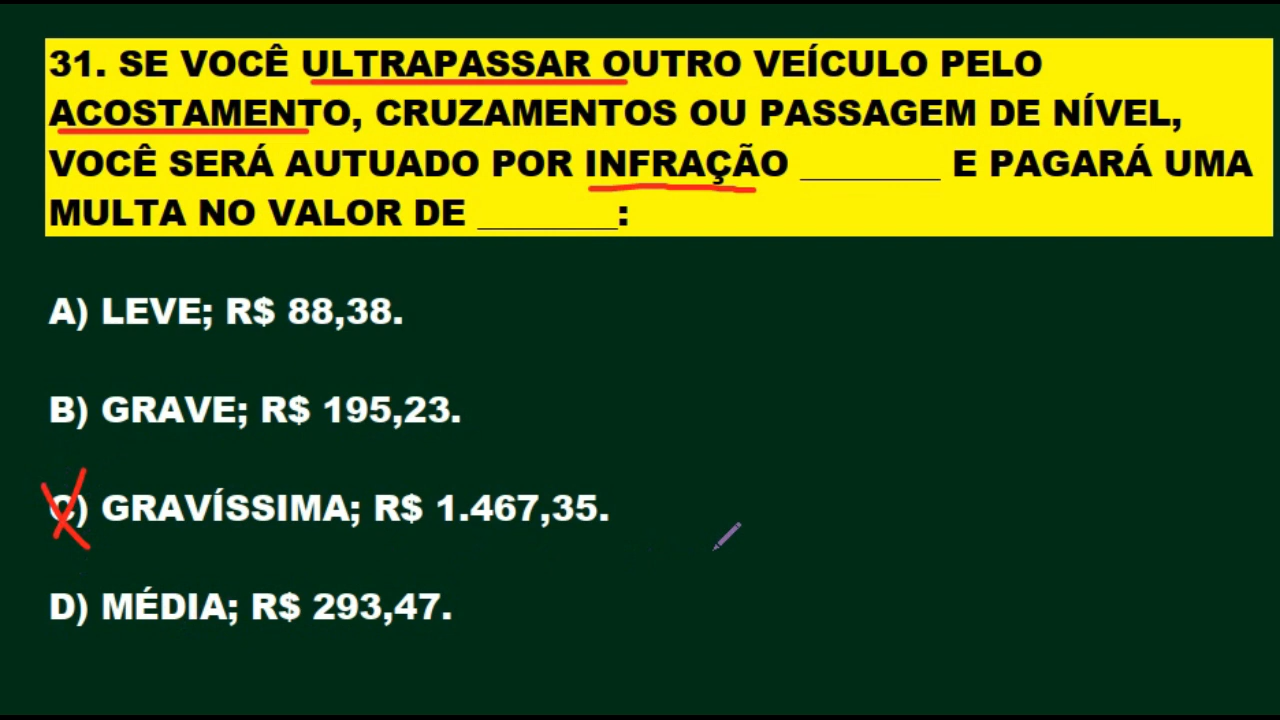 31. SE VOCÊ ULTRAPASSAR OUTRO VEÍCULO PELO
ACOSTAMENTO, CRUZAMENTOS OU PASSAGEM DE NÍVEL,
VOCÊ SERÁ AUTUADO POR INFRAÇÃO _______ E PAGARÁ UMA
MULTA NO VALOR DE _______:
A) LEVE; R$ 88,38.
B) GRAVE; R$ 195,23.
C) GRAVÍSSIMA; R$ 1.467,35.
D) MÉDIA; R$ 293,47.